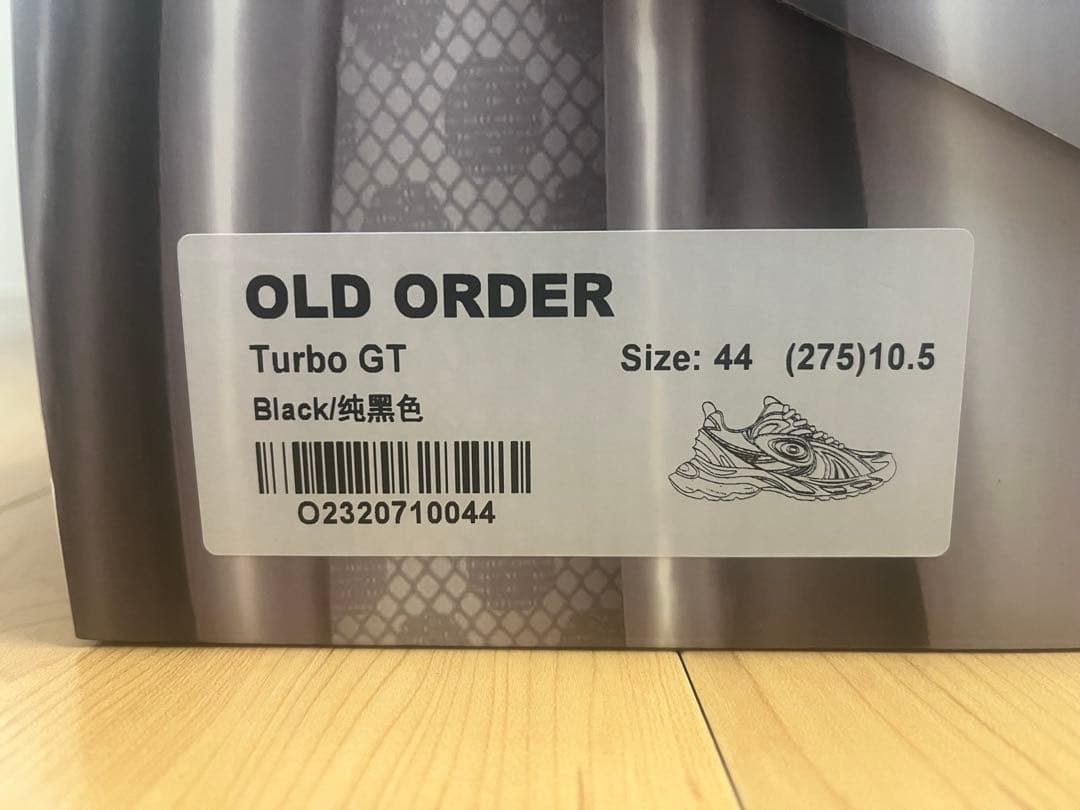 OLD ORDER
Turbo GT
Size: 44 (275)10.5
Black/纯黑色
O2320710044